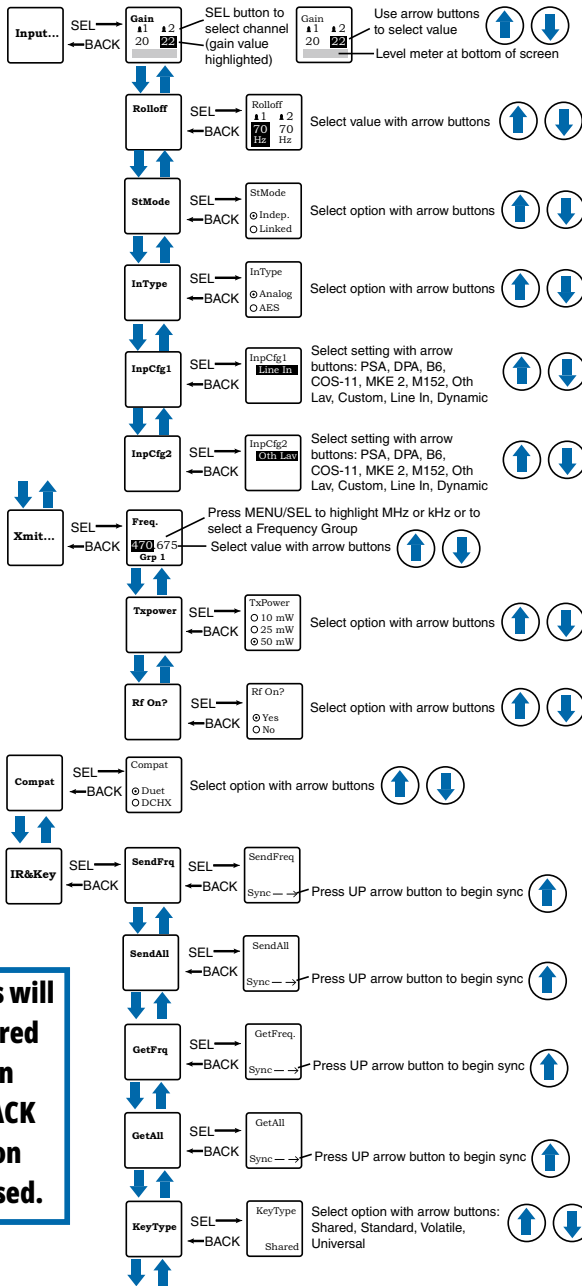 Input...
SEL
BACK
Gain
1 2
20 22
SEL button to
select channel
(gain value
highlighted)
Gain
1 2
20 22
Use arrow buttons
to select value
Level meter at bottom of screen
Rolloff
SEL
BACK
Rolloff
1 2
70 70
Hz Hz
Select value with arrow buttons
StMode
SEL
BACK
StMode
Indep.
Linked
Select option with arrow buttons
InType
SEL
BACK
InType
Analog
AES
Select option with arrow buttons
InpCfg1
SEL
BACK
InpCfg1
Line In
Select setting with arrow
buttons: PSA, DPA, B6,
COS-11, MKE 2, M152, Oth
Lav, Custom, Line In, Dynamic
InpCfg2
SEL
BACK
InpCfg2
Oth Lav
Select setting with arrow
buttons: PSA, DPA, B6,
COS-11, MKE 2, M152, Oth
Lav, Custom, Line In, Dynamic
Xmit...
SEL
BACK
Freq.
470.675
Grp 1
Press MENU/SEL to highlight MHz or kHz or to
select a Frequency Group
Select value with arrow buttons
Txpower
SEL
BACK
TxPower
10 mW
25 mW
50 mW
Select option with arrow buttons
Rf On?
SEL
BACK
Rf On?
Yes
No
Select option with arrow buttons
Compat
SEL
BACK
Compat
Duet
DCHX
Select option with arrow buttons
IR&Key
SEL
BACK
SendFrq
SEL
BACK
SendFreq
Sync
Press UP arrow button to begin sync
SendAll
SEL
BACK
SendAll
Sync
Press UP arrow button to begin sync
GetFrq
SEL
BACK
GetFreq.
Sync
Press UP arrow button to begin sync
GetAll
SEL
BACK
GetAll
Sync
Press UP arrow button to begin sync
KeyType
SEL
BACK
KeyType
Shared
Select option with arrow buttons:
Shared, Standard, Volatile,
Universal
s will
red
n
ACK
on
sed.